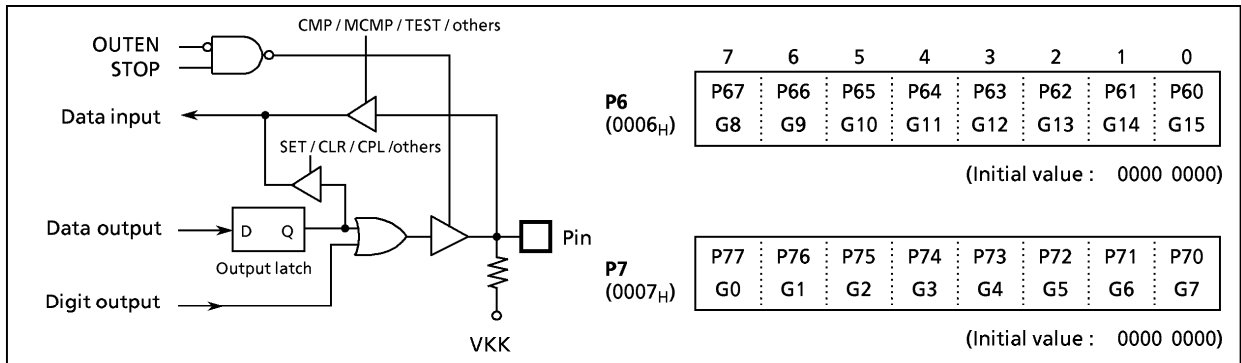 CMP / MCMP / TEST / others
OUTEN
STOP
Data input
SET / CLR / CPL /others
Data output
D Q
Output latch
Digit output
Pin
VKK
7 6 5 4 3 2 1 0
P6
(0006H)
P67 P66 P65 P64 P63 P62 P61 P60
G8 G9 G10 G11 G12 G13 G14 G15
(Initial value : 0000 0000)
P7
(0007H)
P77 P76 P75 P74 P73 P72 P71 P70
G0 G1 G2 G3 G4 G5 G6 G7
(Initial value : 0000 0000)